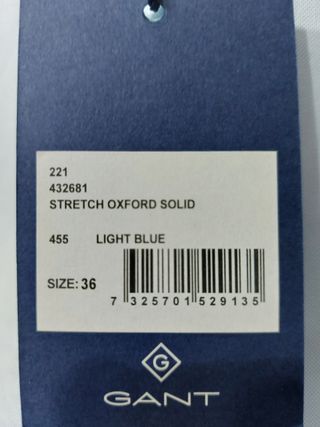 221
432681
STRETCH OXFORD SOLID
455 LIGHT BLUE
SIZE: 36
7 325701 529135
G
GANT